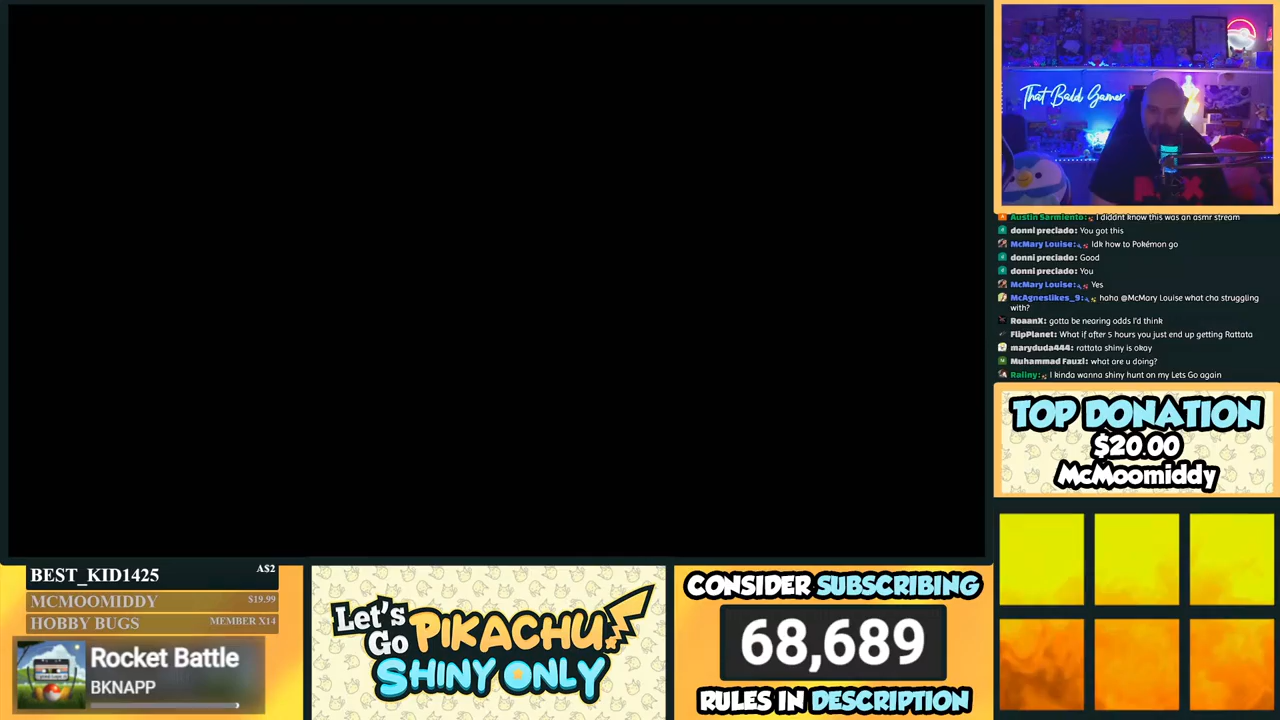 That Bald Gamer
Austin Sarmiento: I diddnt know this was an asmr stream
donni preciado: You got this
McMary Louise: Idk how to Pokémon go
donni preciado: Good
donni preciado: You
McMary Louise: Yes
McAgneslikes_9: haha @McMary Louise what cha struggling
with?
RoaanX: gotta be nearing odds I'd think
FlipPlanet: What if after 5 hours you just end up getting Rattata
maryduda444: rattata shiny is okay
Muhammad Fauzi: what are u doing?
Railny: I kinda wanna shiny hunt on my Lets Go again
TOP DONATION
$20.00
McMoomiddy
BEST_KID1425 A$2
MCMOOMIDDY $19.99
HOBBY BUGS MEMBER X14
Rocket Battle
BKNAPP
Let's
Go PIKACHU
SHINY ONLY
CONSIDER SUBSCRIBING
68,689
RULES IN DESCRIPTION